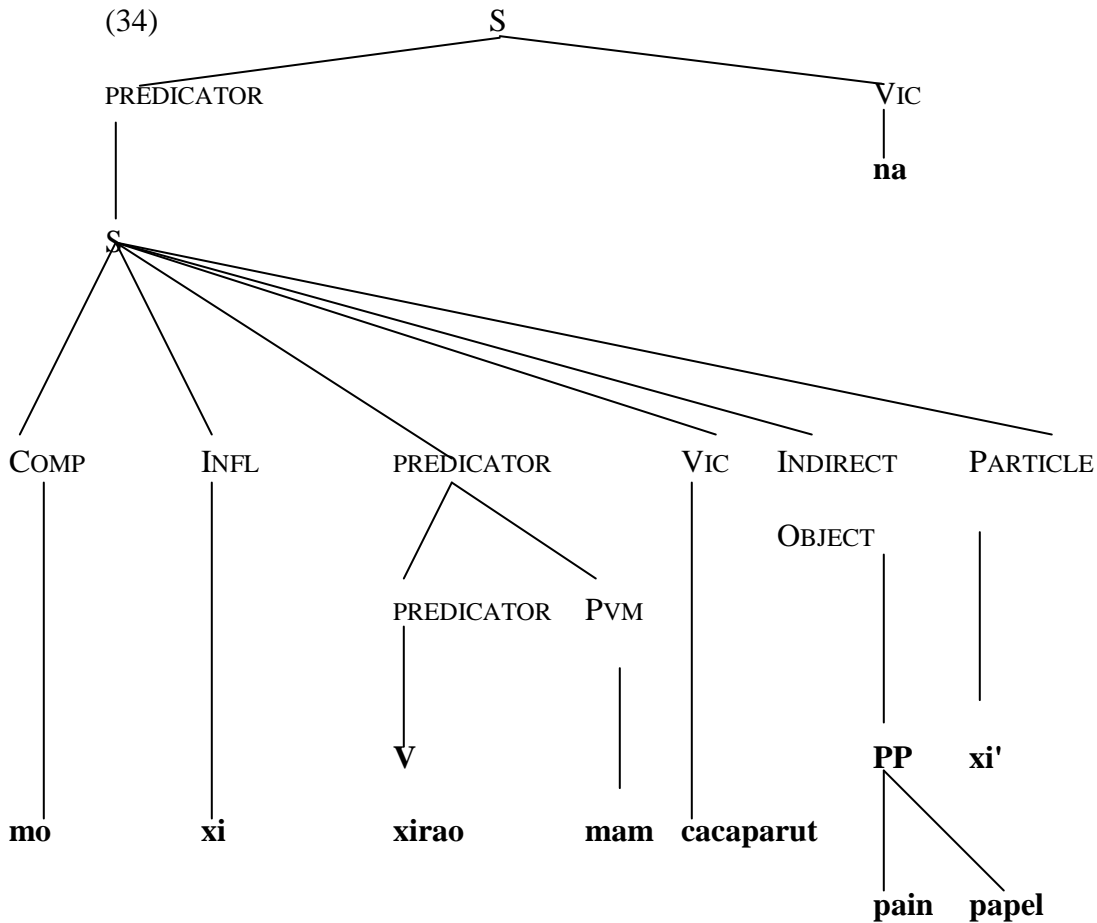 (34) S
PREDICATOR VIC
na
S
COMP INFL PREDICATOR VIC INDIRECT PARTICLE
OBJECT
PREDICATOR PVM
V PP xi'
mo xi xirao mam cacaparut
pain papel